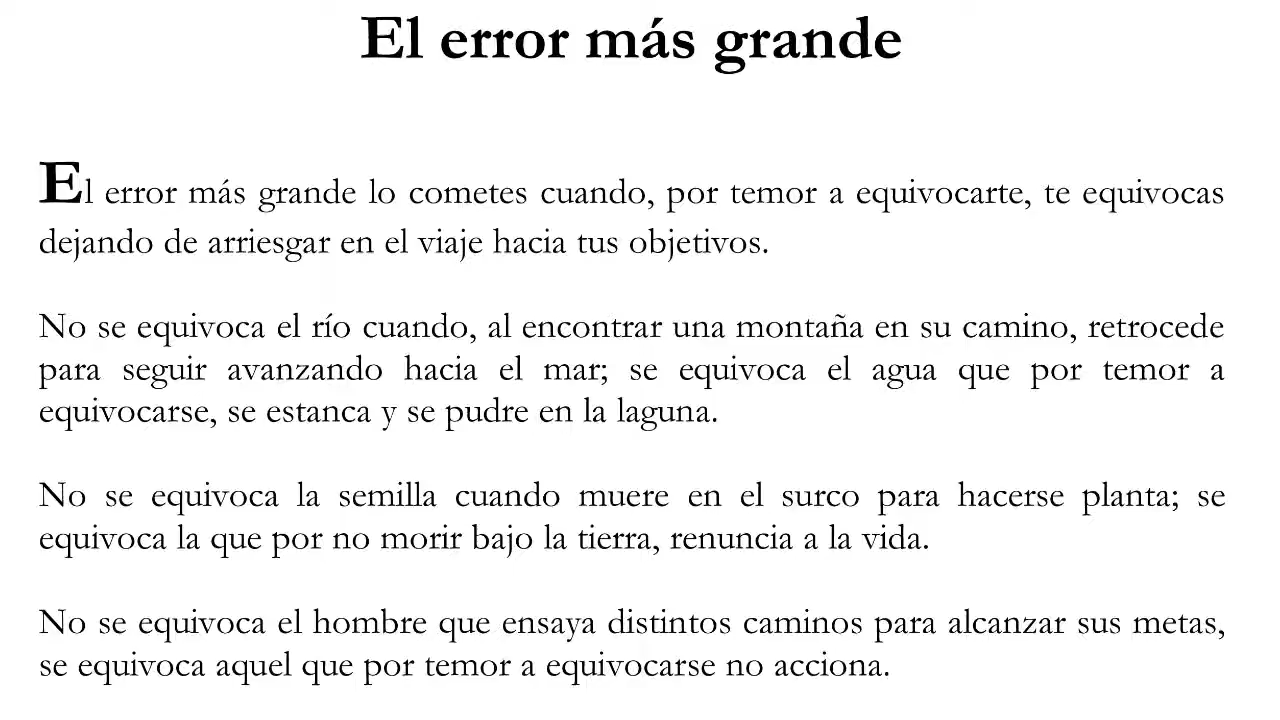 El error más grande
El error más grande lo cometes cuando, por temor a equivocarte, te equivocas
dejando de arriesgar en el viaje hacia tus objetivos.
No se equivoca el río cuando, al encontrar una montaña en su camino, retrocede
para seguir avanzando hacia el mar; se equivoca el agua que por temor a
equivocarse, se estanca y se pudre en la laguna.
No se equivoca la semilla cuando muere en el surco para hacerse planta; se
equivoca la que por no morir bajo la tierra, renuncia a la vida.
No se equivoca el hombre que ensaya distintos caminos para alcanzar sus metas,
se equivoca aquel que por temor a equivocarse no acciona.